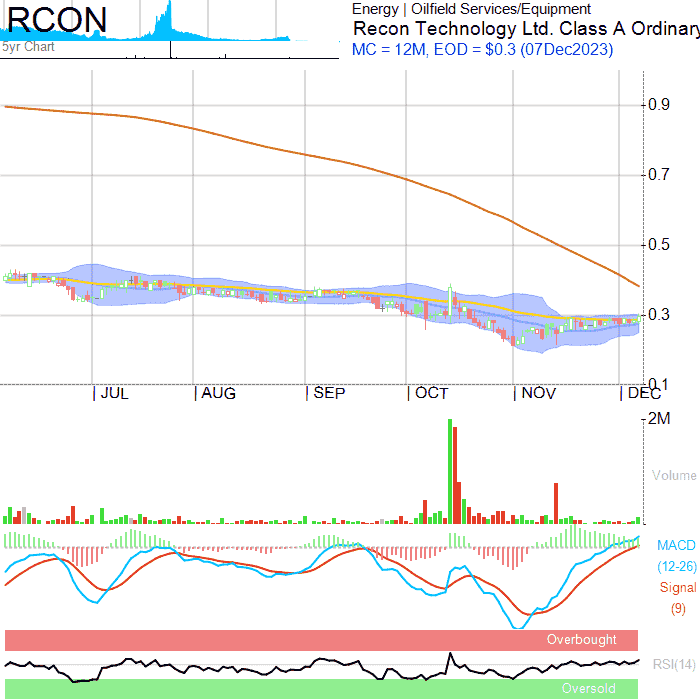 RCON
5yr Chart
Energy | Oilfield Services/Equipment
Recon Technology Ltd. Class A Ordinary
MC = 12M, EOD = $0.3 (07Dec2023)
0.9
0.7
0.5
0.3
0.1
JUL AUG SEP OCT NOV DEC
2M
Volume
MACD
(12-26)
Signal
(9)
Overbought
RSI(14)
Oversold